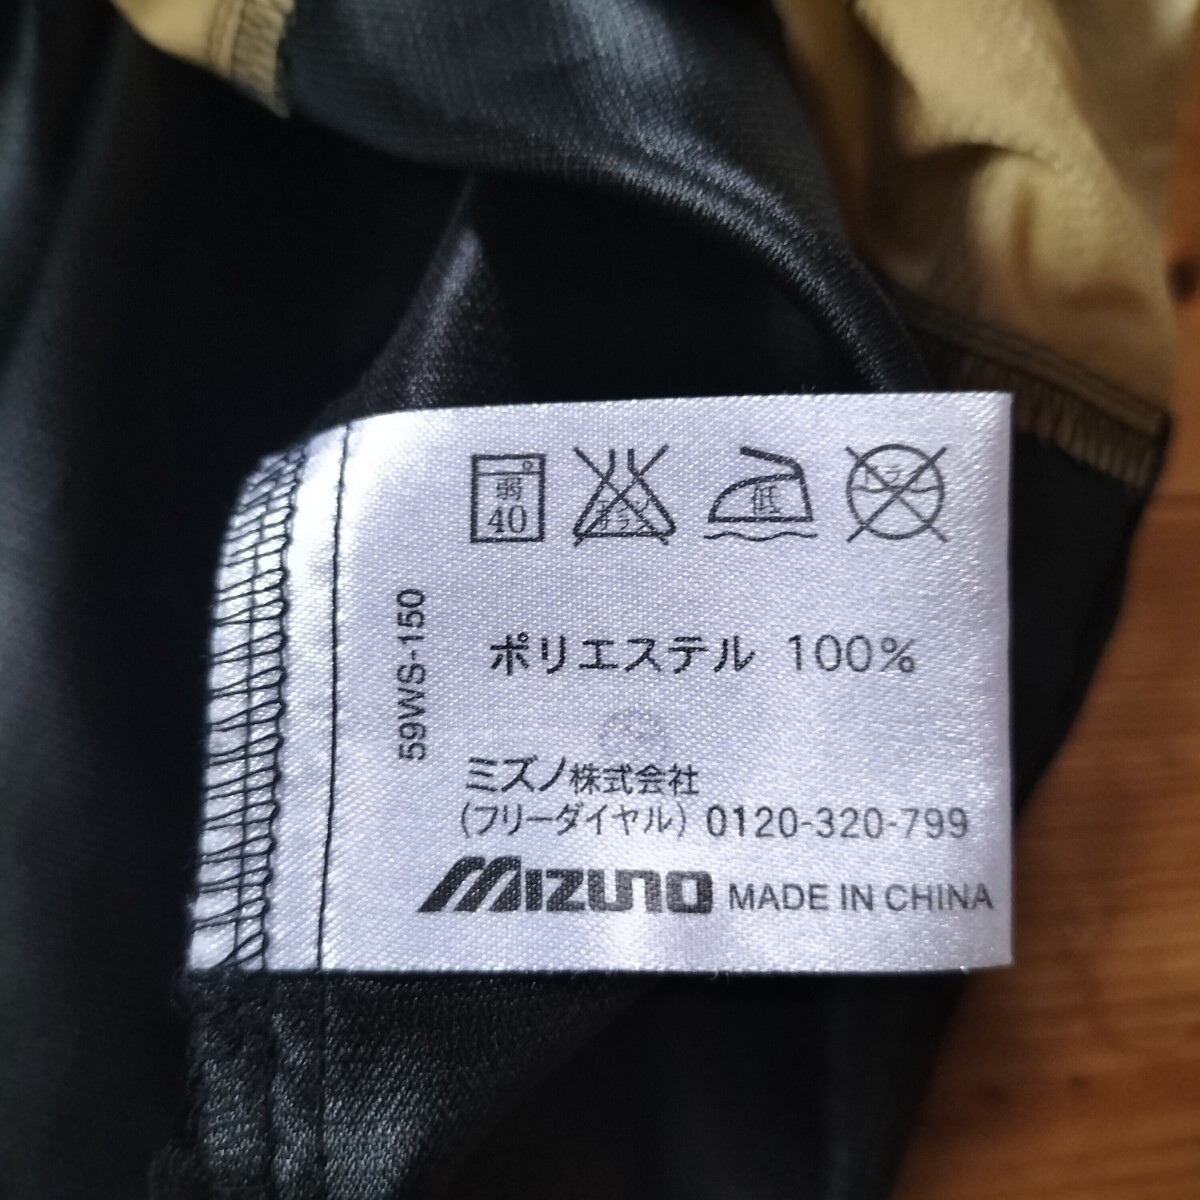 弱 40 低 ドライ
59WS-150
ポリエステル 100%
ミズノ株式会社
(フリーダイヤル) 0120-320-799
MIZUNO MADE IN CHINA